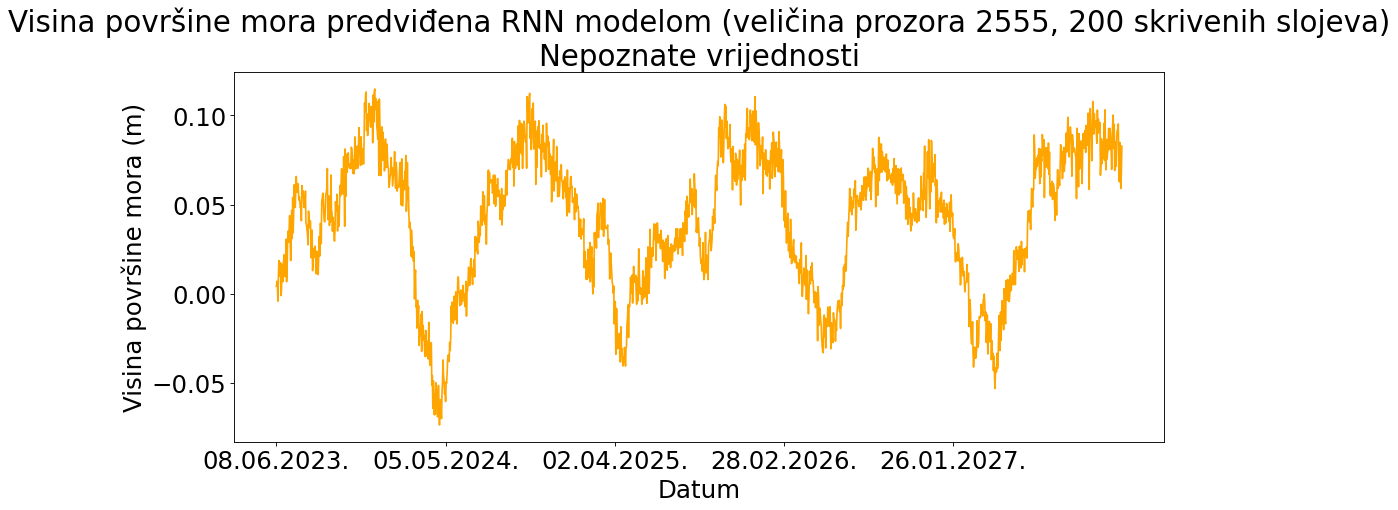 Visina površine mora predviđena RNN modelom (veličina prozora 2555, 200 skrivenih slojeva)
Nepoznate vrijednosti
Visina površine mora (m)
0.10
0.05
0.00
−0.05
08.06.2023. 05.05.2024. 02.04.2025. 28.02.2026. 26.01.2027.
Datum